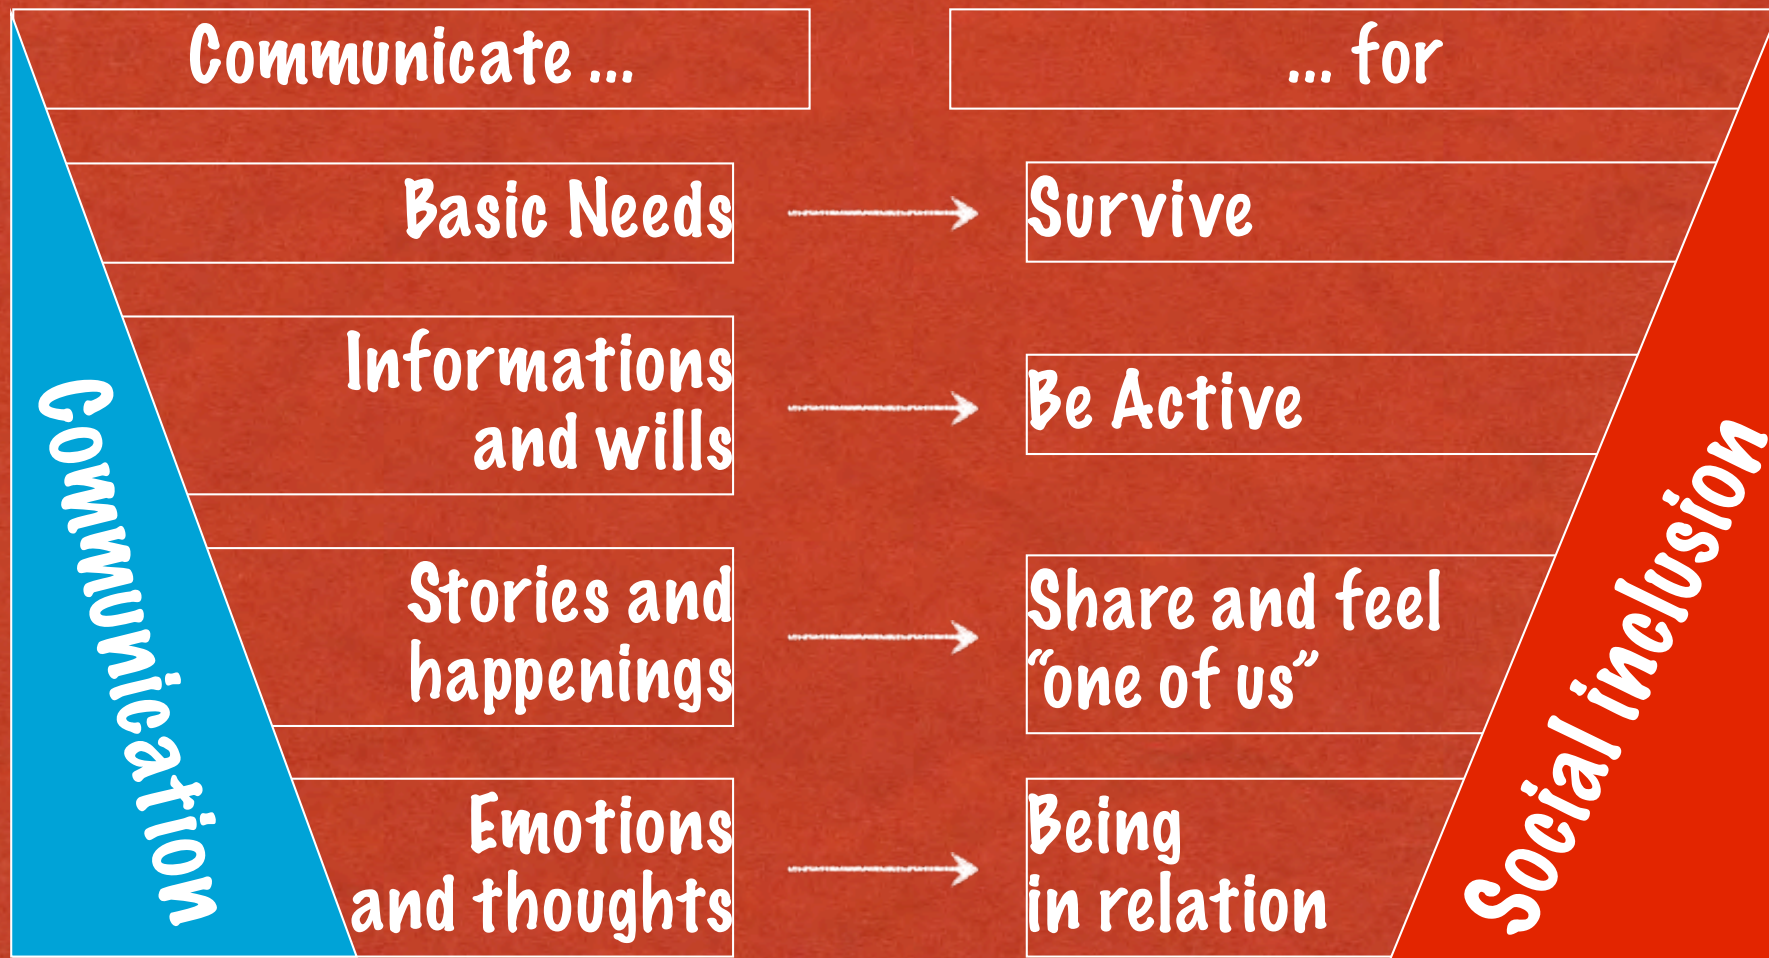 Communicate ...
... for
Basic Needs
Survive
Informations
and wills
Be Active
Stories and
happenings
Share and feel
“one of us”
Emotions
and thoughts
Being
in relation
Communication
Social inclusion